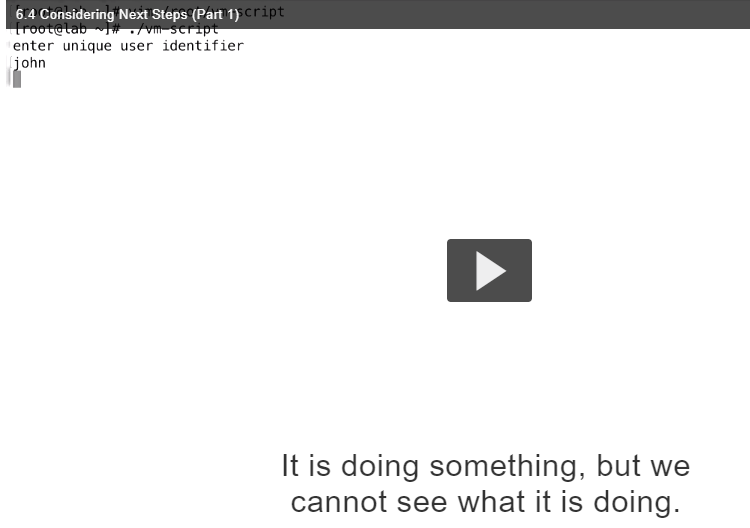 6.4 Considering Next Steps (Part 1)
[root@lab ~]# ./vm-script
enter unique user identifier
john
It is doing something, but we
cannot see what it is doing.